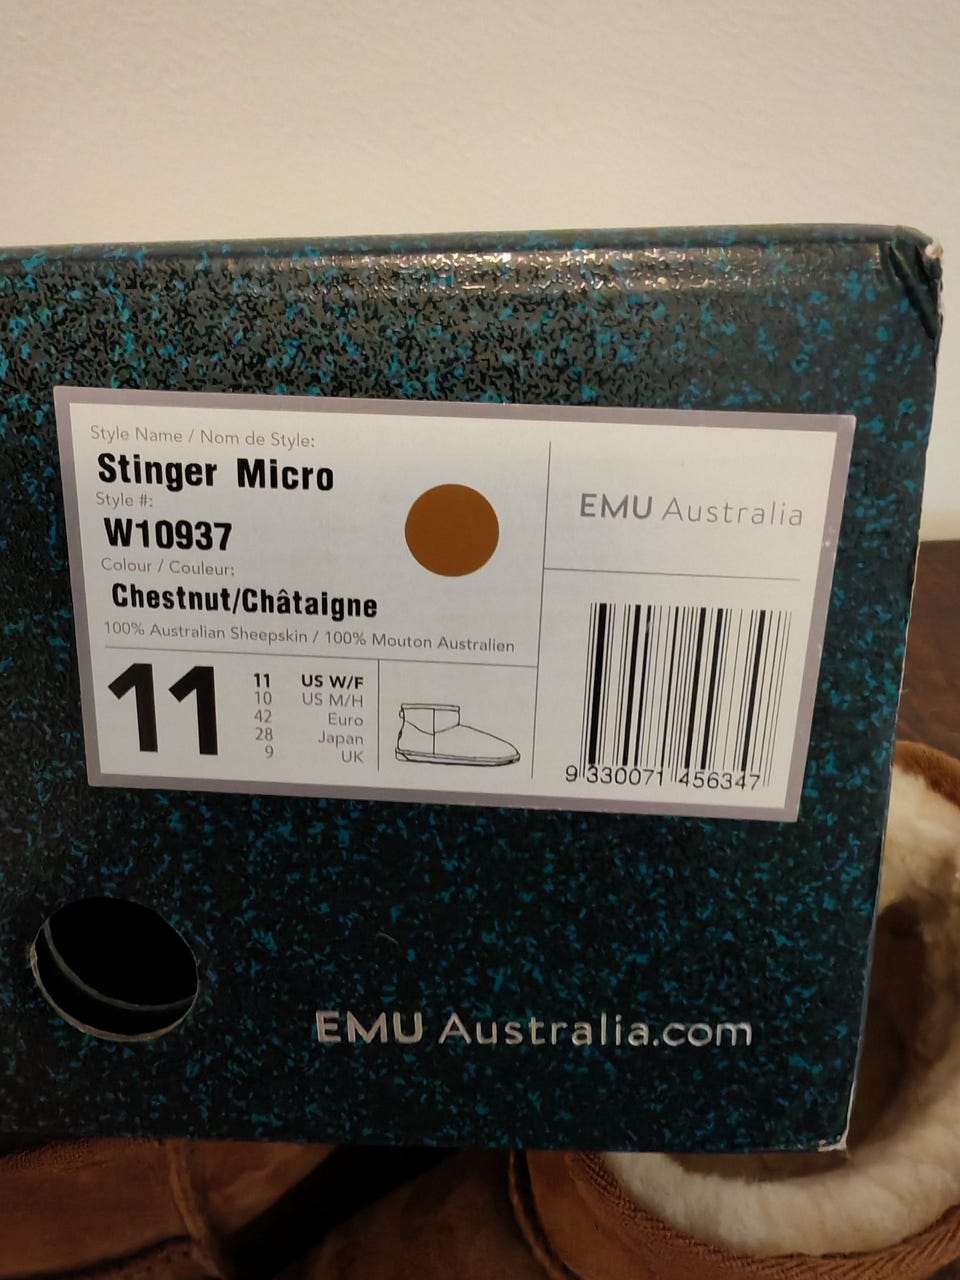 Style Name / Nom de Style:
Stinger Micro
Style #:
W10937
Colour / Couleur:
Chestnut/Châtaigne
100% Australian Sheepskin / 100% Mouton Australien
11
11 US W/F
10 US M/H
42 Euro
28 Japan
9 UK
EMU Australia
9 330071 456347
EMU Australia.com